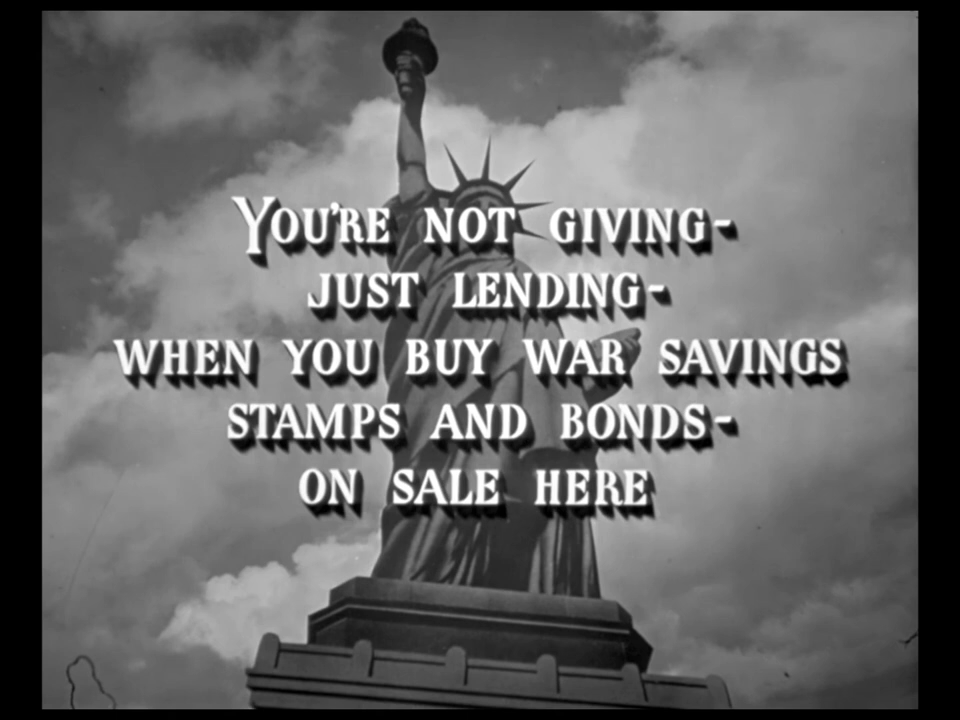 YOU'RE NOT GIVING-
JUST LENDING-
WHEN YOU BUY WAR SAVINGS
STAMPS AND BONDS-
ON SALE HERE